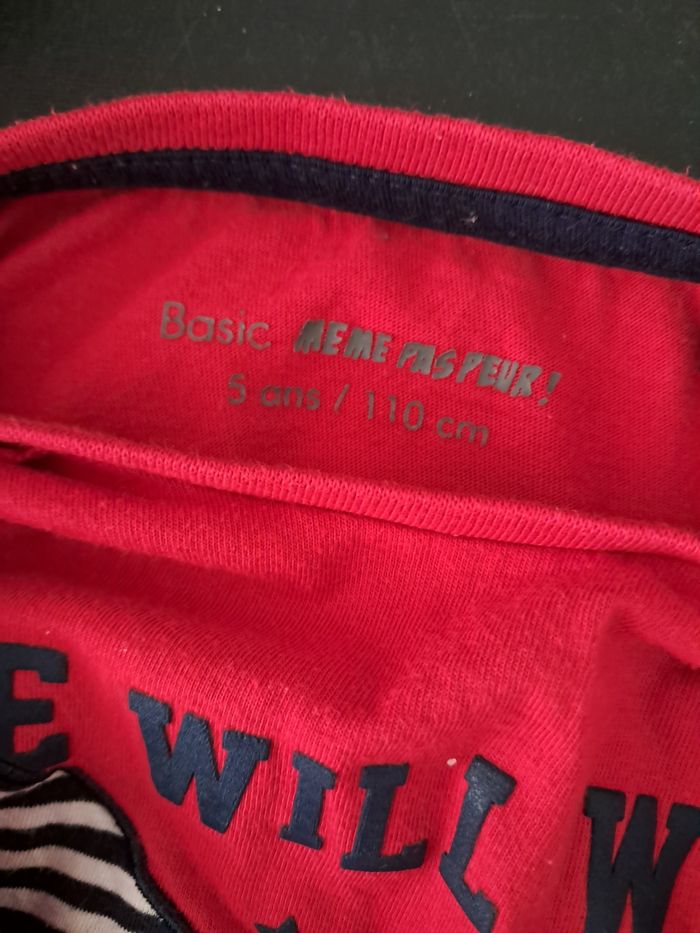 Basic MEME PAS PEUR!
5 ans / 110 cm
E WILL W